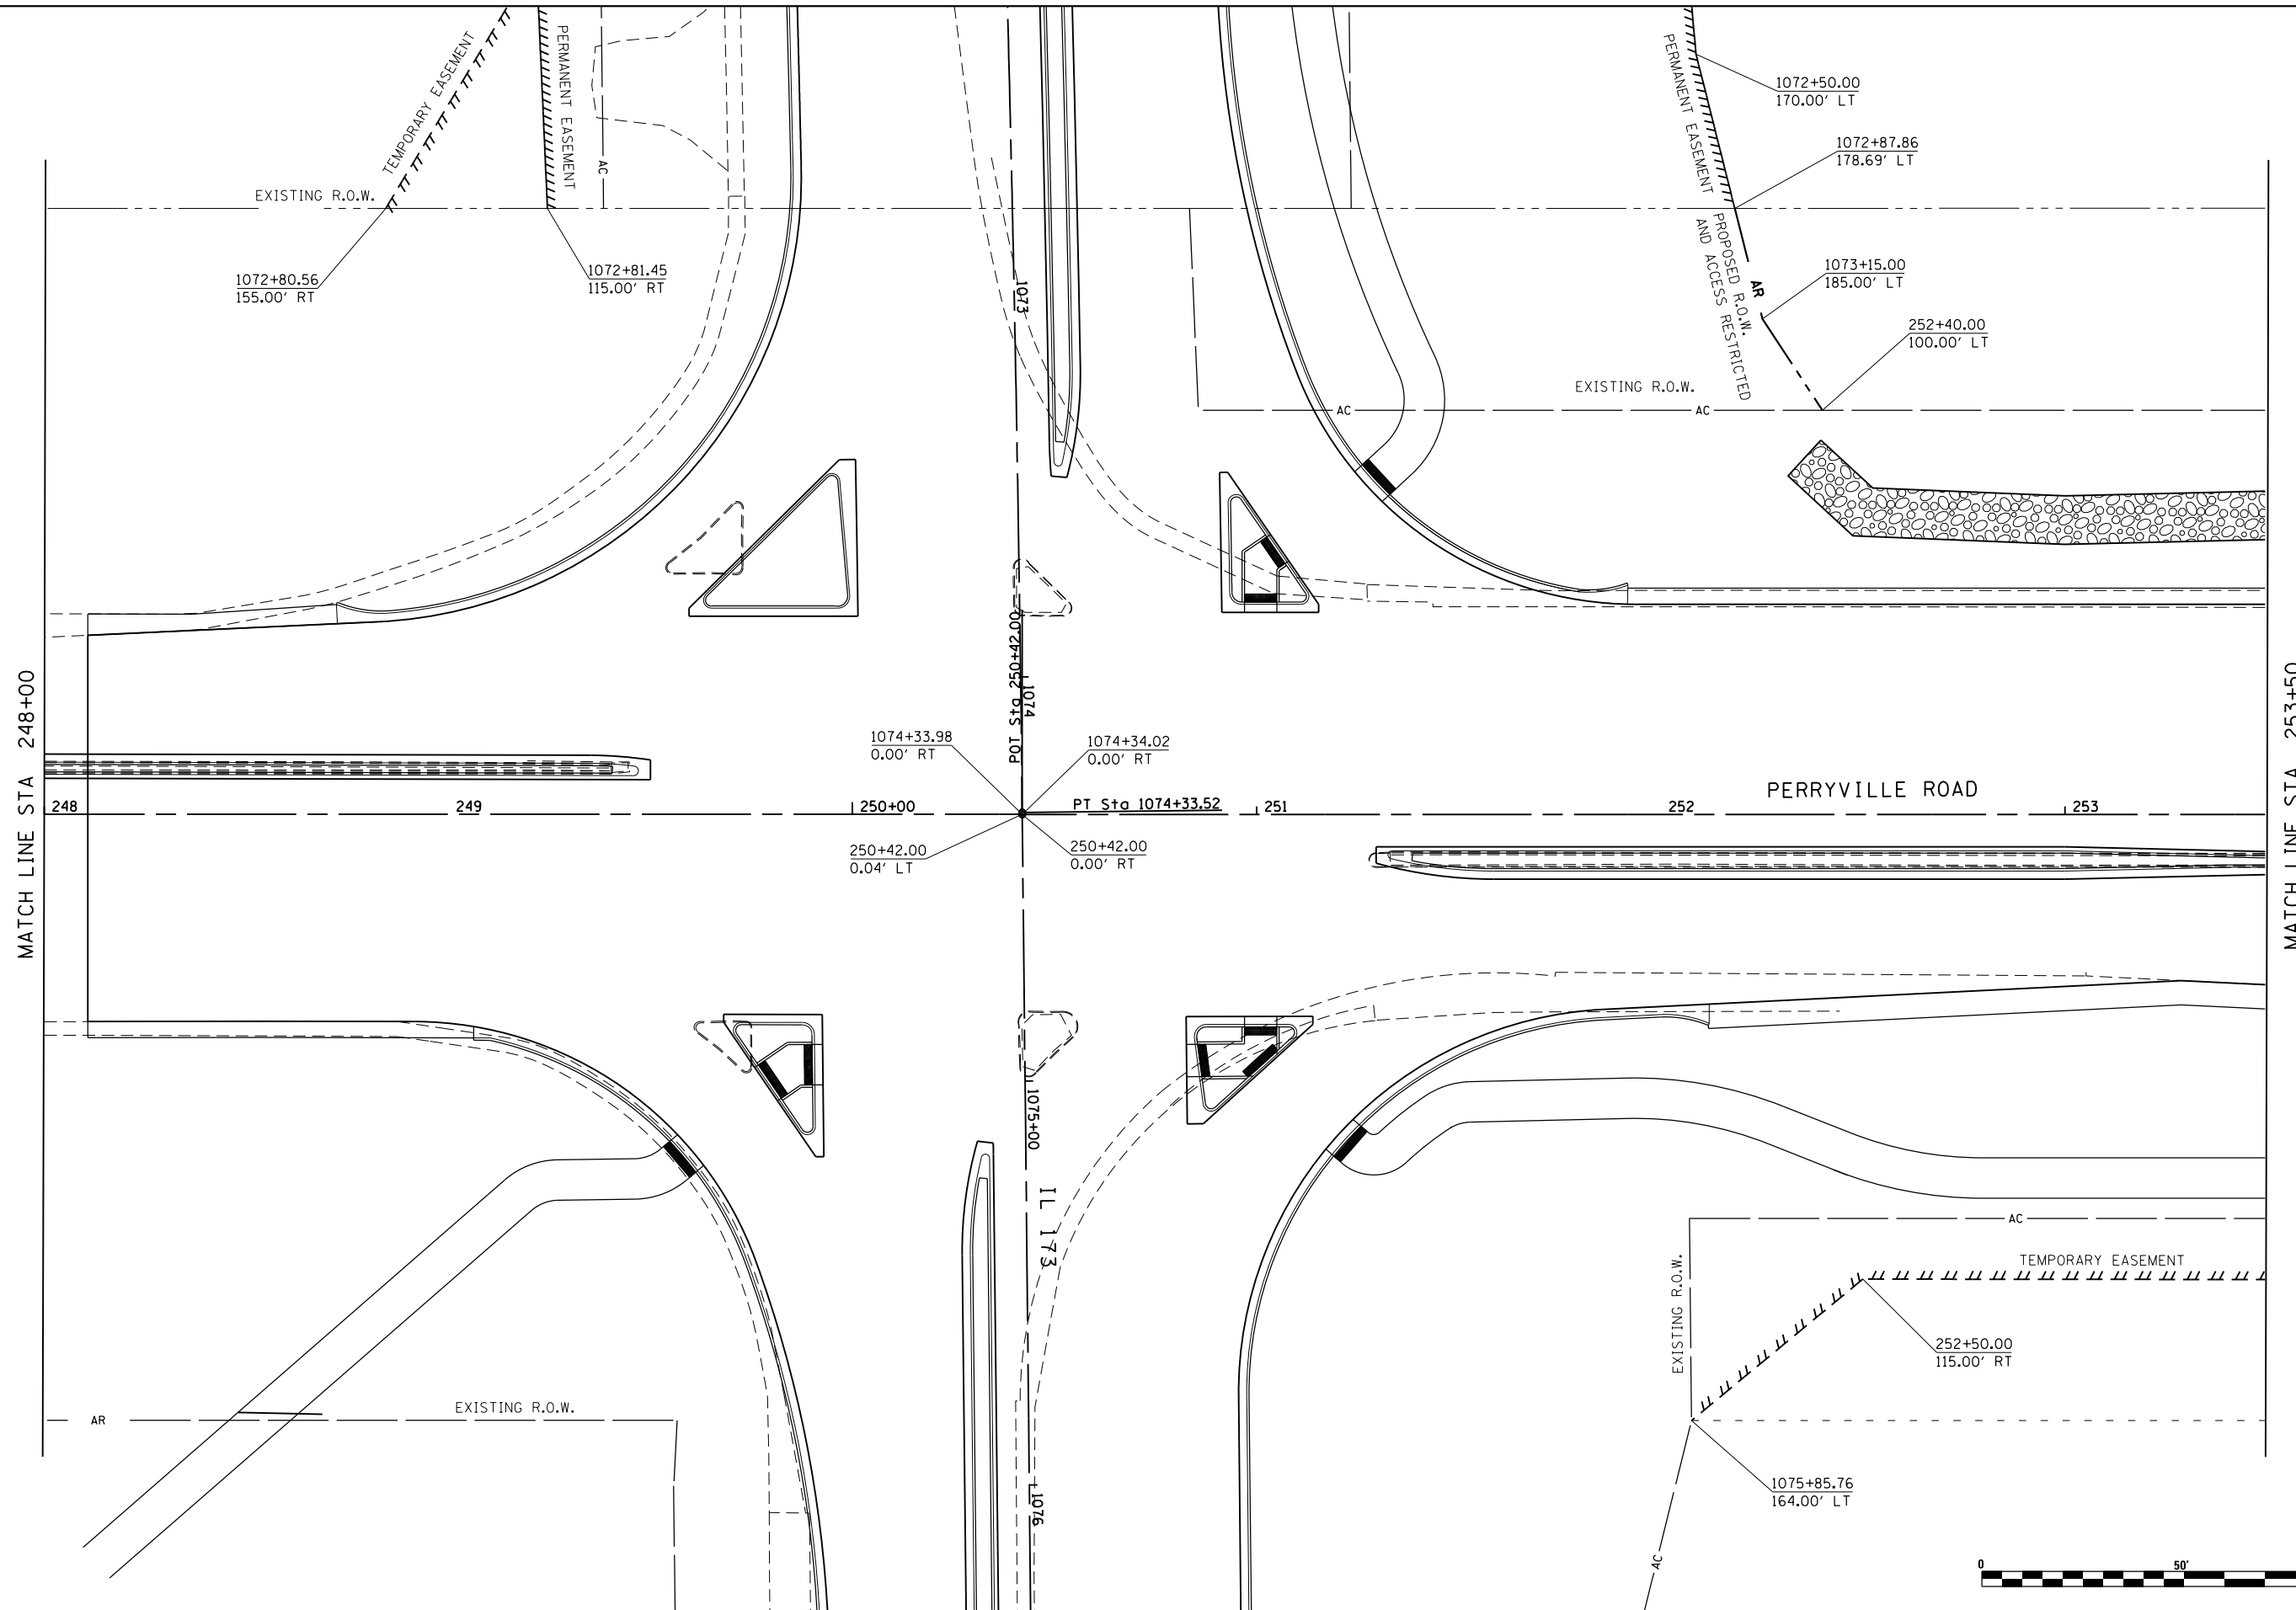 TEMPORARY EASEMENT
PERMANENT EASEMENT
AC
EXISTING R.O.W.
1072+80.56
155.00' RT
1072+81.45
115.00' RT
1073
PERMANENT EASEMENT
1072+50.00
170.00' LT
1072+87.86
178.69' LT
PROPOSED R.O.W.
AND ACCESS RESTRICTED
AR
1073+15.00
185.00' LT
252+40.00
100.00' LT
EXISTING R.O.W.
AC
AC
MATCH LINE STA 248+00
POT Sta 250+42.00
1074
1074+33.98
0.00' RT
1074+34.02
0.00' RT
PERRYVILLE ROAD
MATCH LINE STA 253+50
248
249
250+00
PT Sta 1074+33.52
251
252
253
250+42.00
0.04' LT
250+42.00
0.00' RT
1075+00
IL 173
AC
EXISTING R.O.W.
TEMPORARY EASEMENT
252+50.00
115.00' RT
AR
EXISTING R.O.W.
1076
1075+85.76
164.00' LT
AC
0
50'